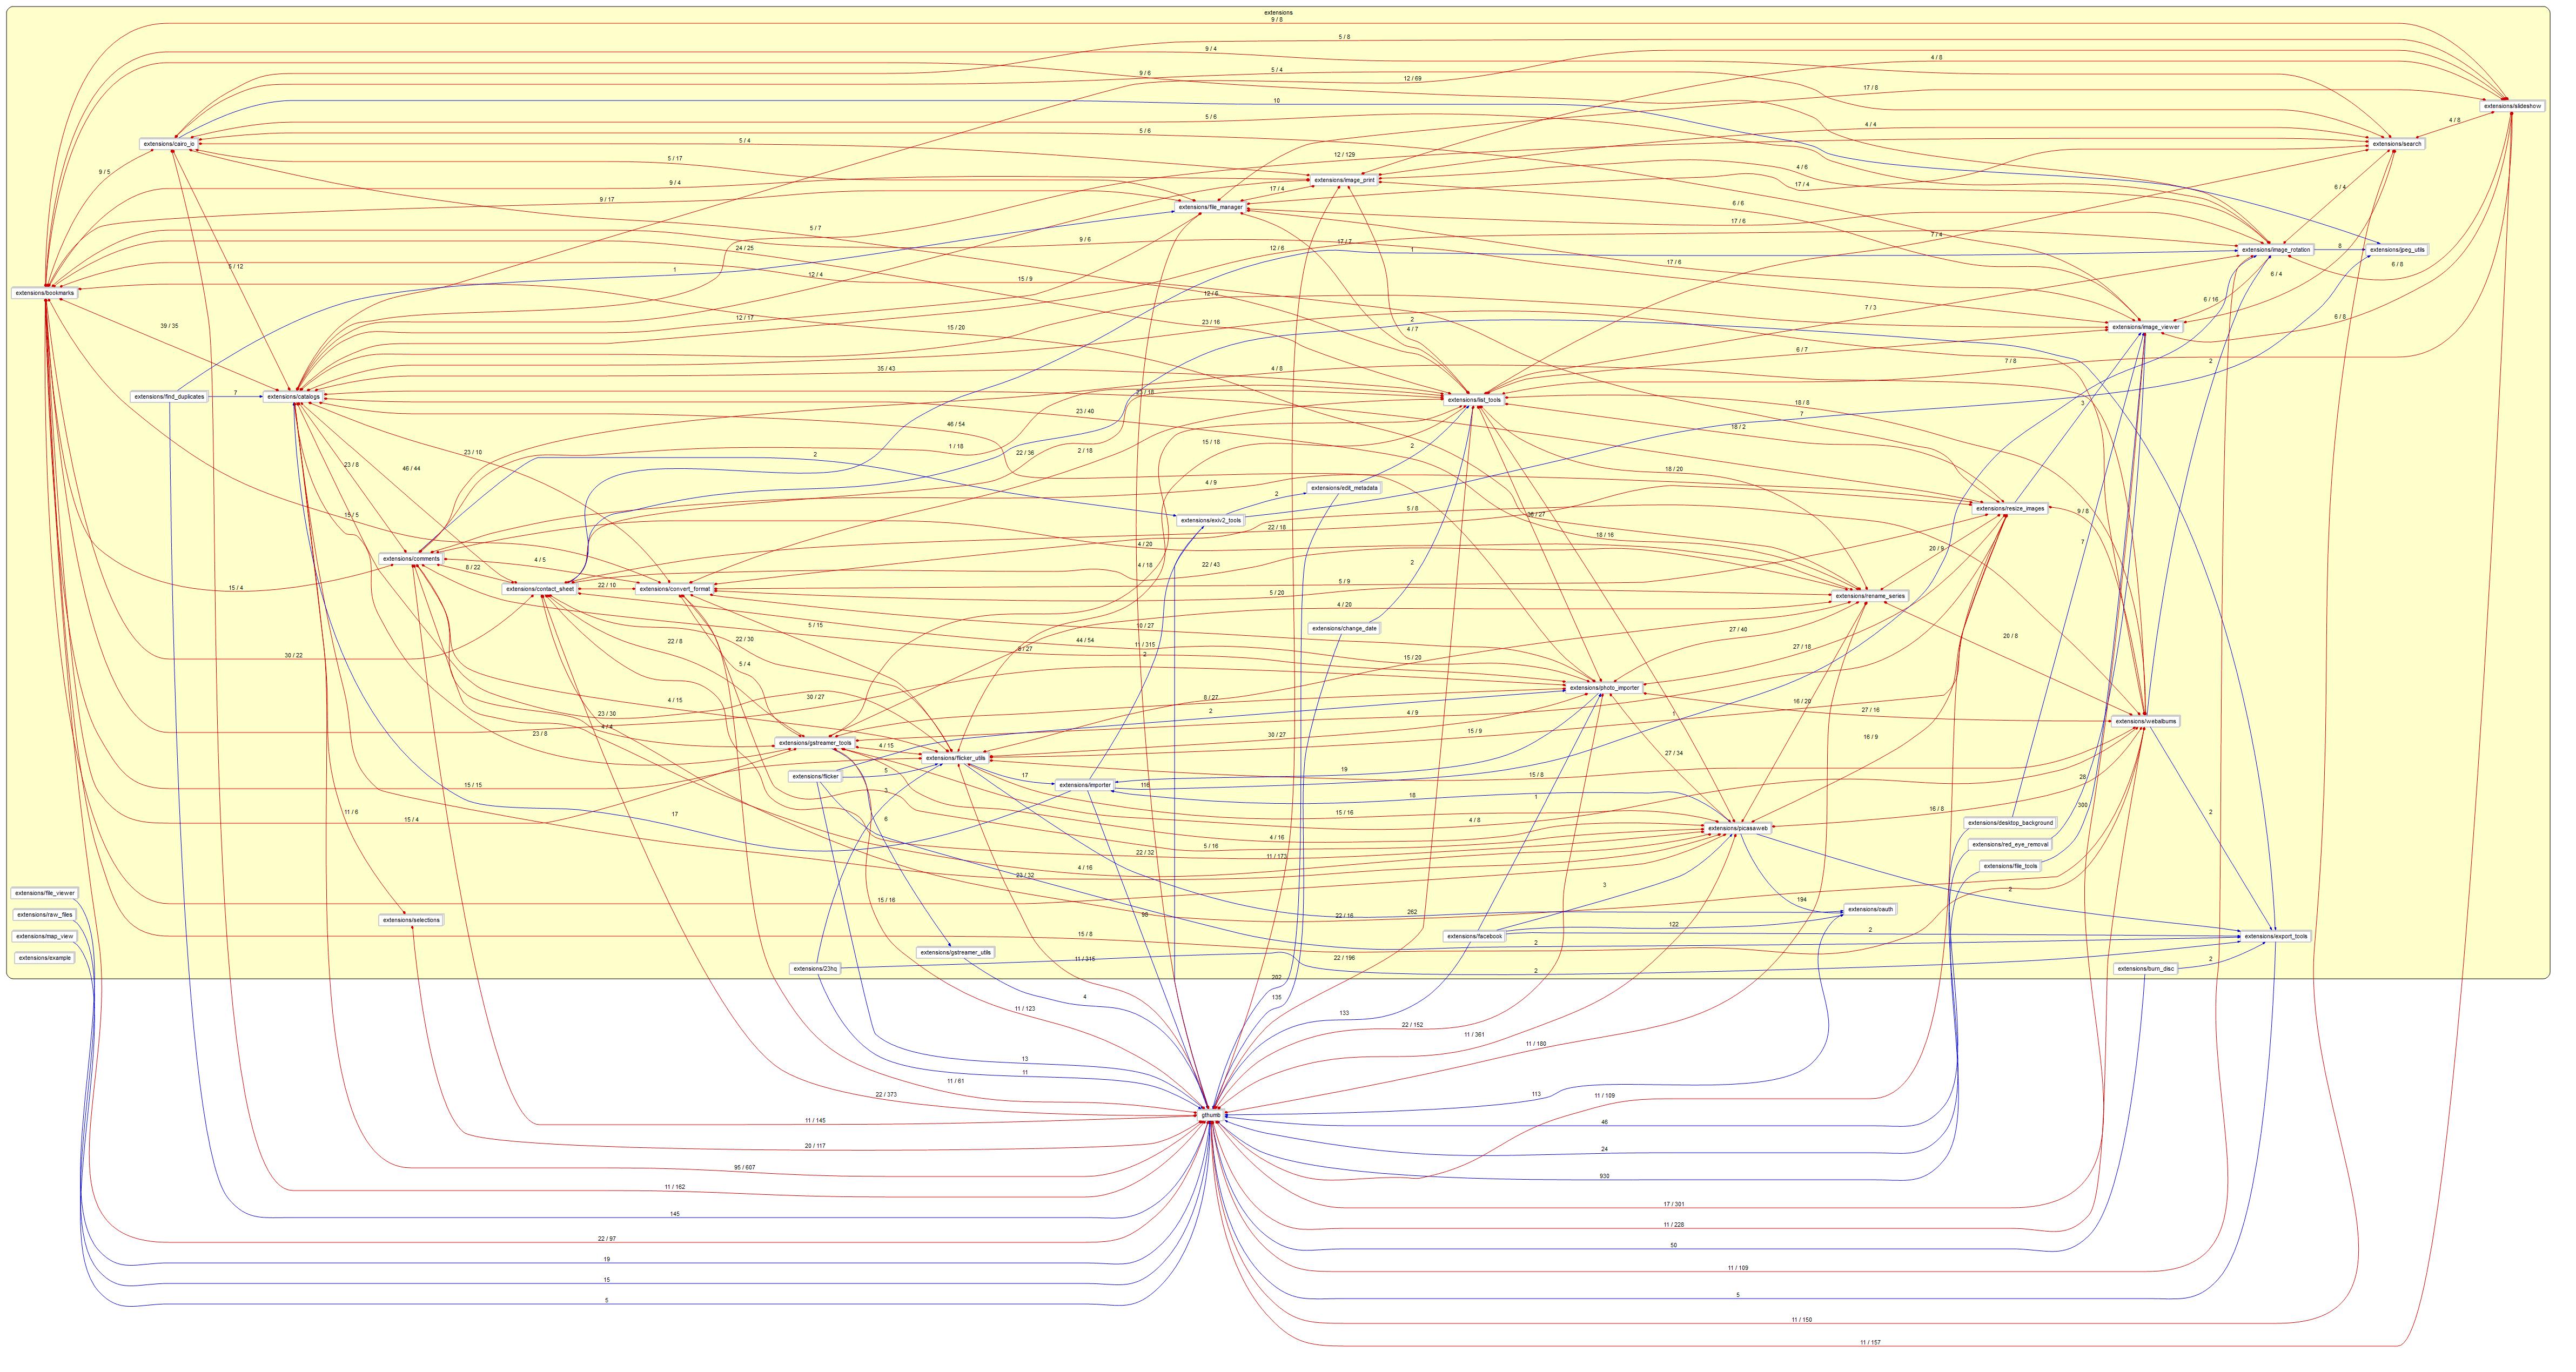 extensions
9 / 8
5 / 8
9 / 4
4 / 8
9 / 6
5 / 4
12 / 69
17 / 8
10
extensions/slideshow
5 / 6
4 / 4
4 / 8
5 / 6
extensions/cairo_io
5 / 4
extensions/search
5 / 17
12 / 129
4 / 6
9 / 5
9 / 4
extensions/image_print
17 / 4
17 / 4
6 / 4
9 / 17
extensions/file_manager
6 / 6
17 / 6
5 / 7
9 / 6
17 / 7
7 / 4
24 / 25
12 / 6
1
extensions/image_rotation
8
extensions/jpeg_utils
5 / 12
1
12 / 4
15 / 9
17 / 6
6 / 8
6 / 4
extensions/bookmarks
12 / 6
6 / 16
7 / 3
39 / 35
12 / 17
15 / 20
23 / 16
2
4 / 7
extensions/image_viewer
6 / 8
6 / 7
7 / 8
2
35 / 43
4 / 8
extensions/find_duplicates
7
extensions/catalogs
23 / 18
extensions/list_tools
18 / 8
3
23 / 40
7
46 / 54
18 / 2
1 / 18
15 / 18
2
23 / 10
22 / 36
2 / 18
2
23 / 8
46 / 44
18 / 20
4 / 9
extensions/edit_metadata
2
5 / 8
extensions/resize_images
9 / 8
15 / 5
extensions/exiv2_tools
36 / 27
22 / 18
18 / 16
7
4 / 20
20 / 9
extensions/comments
4 / 5
2
4 / 18
22 / 43
8 / 22
15 / 4
extensions/contact_sheet
22 / 10
extensions/convert_format
5 / 9
5 / 20
extensions/rename_series
4 / 20
5 / 15
10 / 27
extensions/change_date
27 / 40
20 / 8
22 / 8
22 / 30
44 / 54
11 / 315
8 / 27
27 / 18
30 / 22
5 / 4
2
15 / 20
extensions/photo_importer
30 / 27
8 / 27
4 / 15
16 / 20
2
4 / 9
27 / 16
1
extensions/webalbums
23 / 30
4 / 4
23 / 8
15 / 9
30 / 27
16 / 9
extensions/gstreamer_tools
4 / 15
27 / 34
extensions/flicker_utils
19
extensions/flicker
5
17
15 / 8
28
15 / 15
extensions/importer
118
3
18
1
300
11 / 6
17
15 / 16
16 / 8
2
15 / 4
6
4 / 8
extensions/picasaweb
extensions/desktop_background
4 / 16
5 / 16
extensions/red_eye_removal
22 / 32
11 / 173
4 / 16
extensions/file_tools
23 / 32
3
2
extensions/file_viewer
15 / 16
194
extensions/raw_files
extensions/selections
98
22 / 16
262
extensions/oauth
122
extensions/map_view
15 / 8
extensions/facebook
2
extensions/export_tools
2
extensions/gstreamer_utils
extensions/example
11 / 315
22 / 196
2
extensions/23hq
2
extensions/burn_disc
202
4
135
11 / 123
133
22 / 152
11 / 361
11 / 180
13
11
11 / 61
22 / 373
113
11 / 109
gthumb
11 / 145
46
20 / 117
24
95 / 607
930
11 / 162
17 / 301
145
11 / 228
22 / 97
50
19
11 / 109
15
5
5
11 / 150
11 / 157